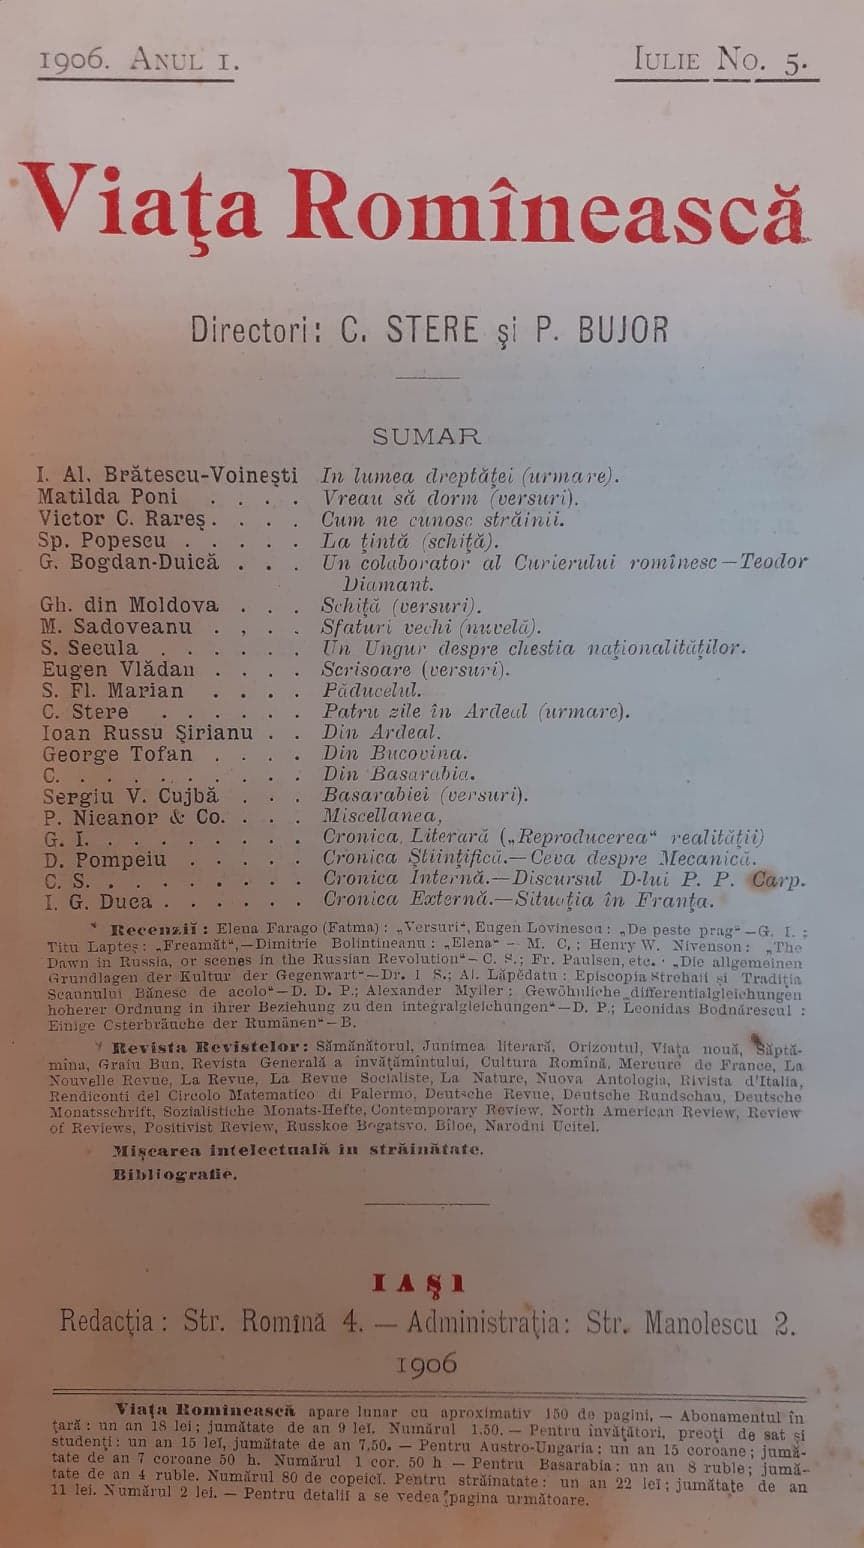 1906. Anul I.
Iulie No. 5.
Viaţa Romînească
Directori: C. STERE şi P. BUJOR
SUMAR
I. Al. Brătescu-Voineşti In lumea dreptăţei (urmare).
Matilda Poni . . . . Vreau să dorm (versuri).
Victor C. Rareş . . . . Cum ne cunosc străinii.
Sp. Popescu . . . . . La ţintă (schiţă).
G. Bogdan-Duică . . . Un colaborator al Curierului romînesc—Teodor
Diamant.
Gh. din Moldova . . . Schiţă (versuri).
M. Sadoveanu . , . . Sfaturi vechi (nuvelă).
S. Secula . . . . . . Un Ungur despre chestia naţionalităţilor.
Eugen Vlădan . . . . Scrisoare (versuri).
S. Fl. Marian . . . . Păducelul.
C. Stere . . . . . . Patru zile în Ardeal (urmare).
Ioan Russu Şirianu . . Din Ardeal.
George Tofan . . . . Din Bucovina.
C. . . . . . . . . . Din Basarabia.
Sergiu V. Cujbă . . . Basarabiei (versuri).
P. Nicanor & Co. . . . Miscellanea,
G. I. . . . . . . . . Cronica Literară („Reproducerea“ realităţii)
D. Pompeiu . . . . . Cronica Ştiinţifică.—Ceva despre Mecanică.
C. S. . . . . . . . . Cronica Internă.—Discursul D-lui P. P. Carp.
I. G. Duca . . . . . . Cronica Externă.—Situaţia în Franţa.
* Recenzii : Elena Farago (Fatma) : „Versuri“, Eugen Lovinescu : „De peste prag“—G. I. ;
Titu Lapteş : „Freamăt“,—Dimitrie Bolintineanu : „Elena“ – M. C, ; Henry W. Nivenson : „The
Dawn in Russia, or scenes in the Russian Revolution“– C. S.; Fr. Paulsen, etc. · „Die allgemeinen
Grundlagen der Kultur der Gegenwart“—Dr. I S.; Al. Lăpĕdatu : Episcopia Strehaii şi Tradiţia
Scaunului Bănesc de acolo“—D. D. P.; Alexander Myller : Gewöhnliche differentialgleichungen
hoherer Ordnung in ihrer Beziehung zu den integralgleichungen“—D. P.; Leonidas Bodnărescul :
Einige Osterbräuche der Rumänen“—B.
* Revista Revistelor : Sămănătorul, Junimea literară, Orizontul, Viaţa nouă, Săptă-
mina, Graiu Bun, Revista Generală a învăţămîntului, Cultura Romînă, Mercure de France, La
Nouvelle Revue, La Revue, La Revue Socialiste, La Nature, Nuova Antologia, Rivista d'Italia,
Rendiconti del Circolo Matematico di Palermo, Deutsche Revue, Deutsche Rundschau, Deutsche
Monatsschrift, Sozialistiche Monats-Hefte, Contemporary Review, North American Review, Review
of Reviews, Positivist Review, Russkoe Bogatsvo, Biloe, Narodni Ucitel.
Mişcarea intelectuală în străinătate.
Bibliografie.
IAŞI
Redacţia : Str. Romînă 4. — Administraţia : Str. Manolescu 2.
1906
Viaţa Romînească apare lunar cu aproximativ 150 de pagini. — Abonamentul în
ţară : un an 18 lei ; jumătate de an 9 leĭ. Numărul 1.50. — Pentru învăţători, preoţi de sat şi
studenţi : un an 15 leĭ, jumătate de an 7.50. — Pentru Austro-Ungaria : un an 15 coroane ; jumă-
tate de an 7 coroane 50 h. Numărul 1 cor. 50 h — Pentru Basarabia : un an 8 ruble ; jumă-
tate de an 4 ruble. Numărul 80 de copeicĭ. Pentru străinatate : un an 22 leĭ ; jumătate de an
11 lei. Numărul 2 lei. — Pentru detaliĭ a se vedea pagina următoare.